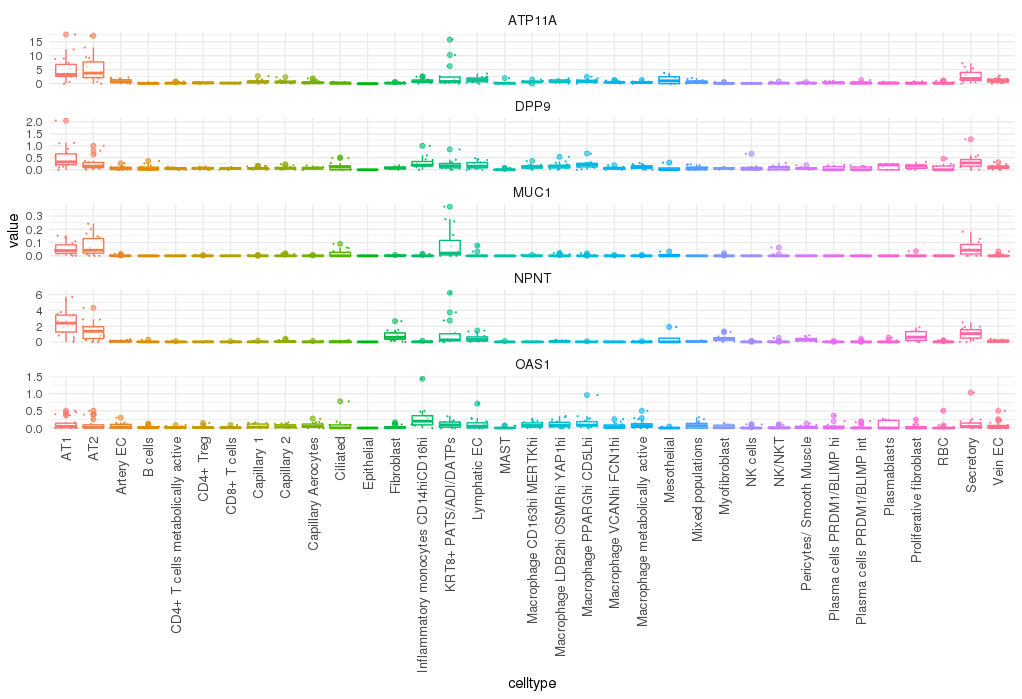 ATP11A
15
10
5
0
DPP9
2.0
1.5
1.0
0.5
0.0
MUC1
0.3
0.2
0.1
0.0
value
NPNT
6
4
2
0
OAS1
1.5
1.0
0.5
0.0
AT1
AT2
Artery EC
B cells
CD4+ T cells metabolically active
CD4+ Treg
CD8+ T cells
Capillary 1
Capillary 2
Capillary Aerocytes
Ciliated
Epithelial
Fibroblast
Inflammatory monocytes CD14hiCD16hi
KRT8+ PATS/ADI/DATPs
Lymphatic EC
MAST
Macrophage CD163hi MERTKhi
Macrophage LDB2hi OSMRhi YAP1hi
Macrophage PPARGhi CD5Lhi
Macrophage VCANhi FCN1hi
Macrophage metabolically active
Mesothelial
Mixed populations
Myofibroblast
NK cells
NK/NKT
Pericytes/ Smooth Muscle
Plasma cells PRDM1/BLIMP hi
Plasma cells PRDM1/BLIMP int
Plasmablasts
Proliferative fibroblast
RBC
Secretory
Vein EC
celltype